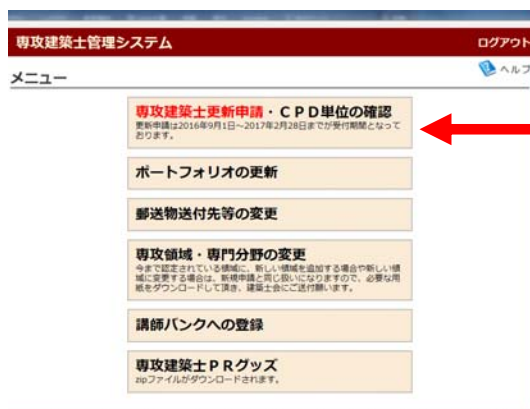 専攻建築士管理システム
ログアウト
メニュー
ヘルプ
専攻建築士更新申請・ＣＰＤ単位の確認
更新申請は2016年9月1日～2017年2月28日までが受付期間となって
おります。
ポートフォリオの更新
郵送物送付先等の変更
専攻領域・専門分野の変更
今まで認定されている領域に、新しい領域を追加する場合や新しい領
域に変更する場合は、新規申請と同じ扱いになりますので、必要な用
紙をダウンロードして頂き、建築士会にご送付願います。
講師バンクへの登録
専攻建築士ＰＲグッズ
zipファイルがダウンロードされます。